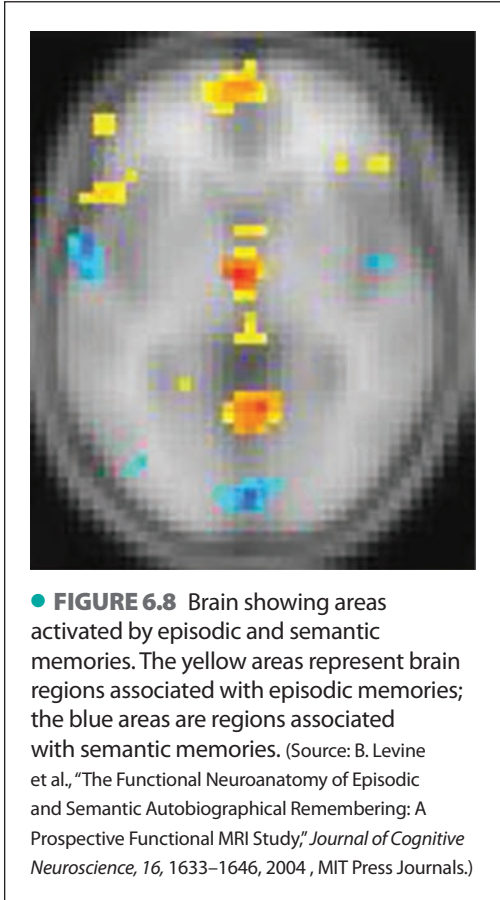 ● FIGURE 6.8 Brain showing areas
activated by episodic and semantic
memories. The yellow areas represent brain
regions associated with episodic memories;
the blue areas are regions associated
with semantic memories. (Source: B. Levine
et al., “The Functional Neuroanatomy of Episodic
and Semantic Autobiographical Remembering: A
Prospective Functional MRI Study,” Journal of Cognitive
Neuroscience, 16, 1633–1646, 2004 , MIT Press Journals.)